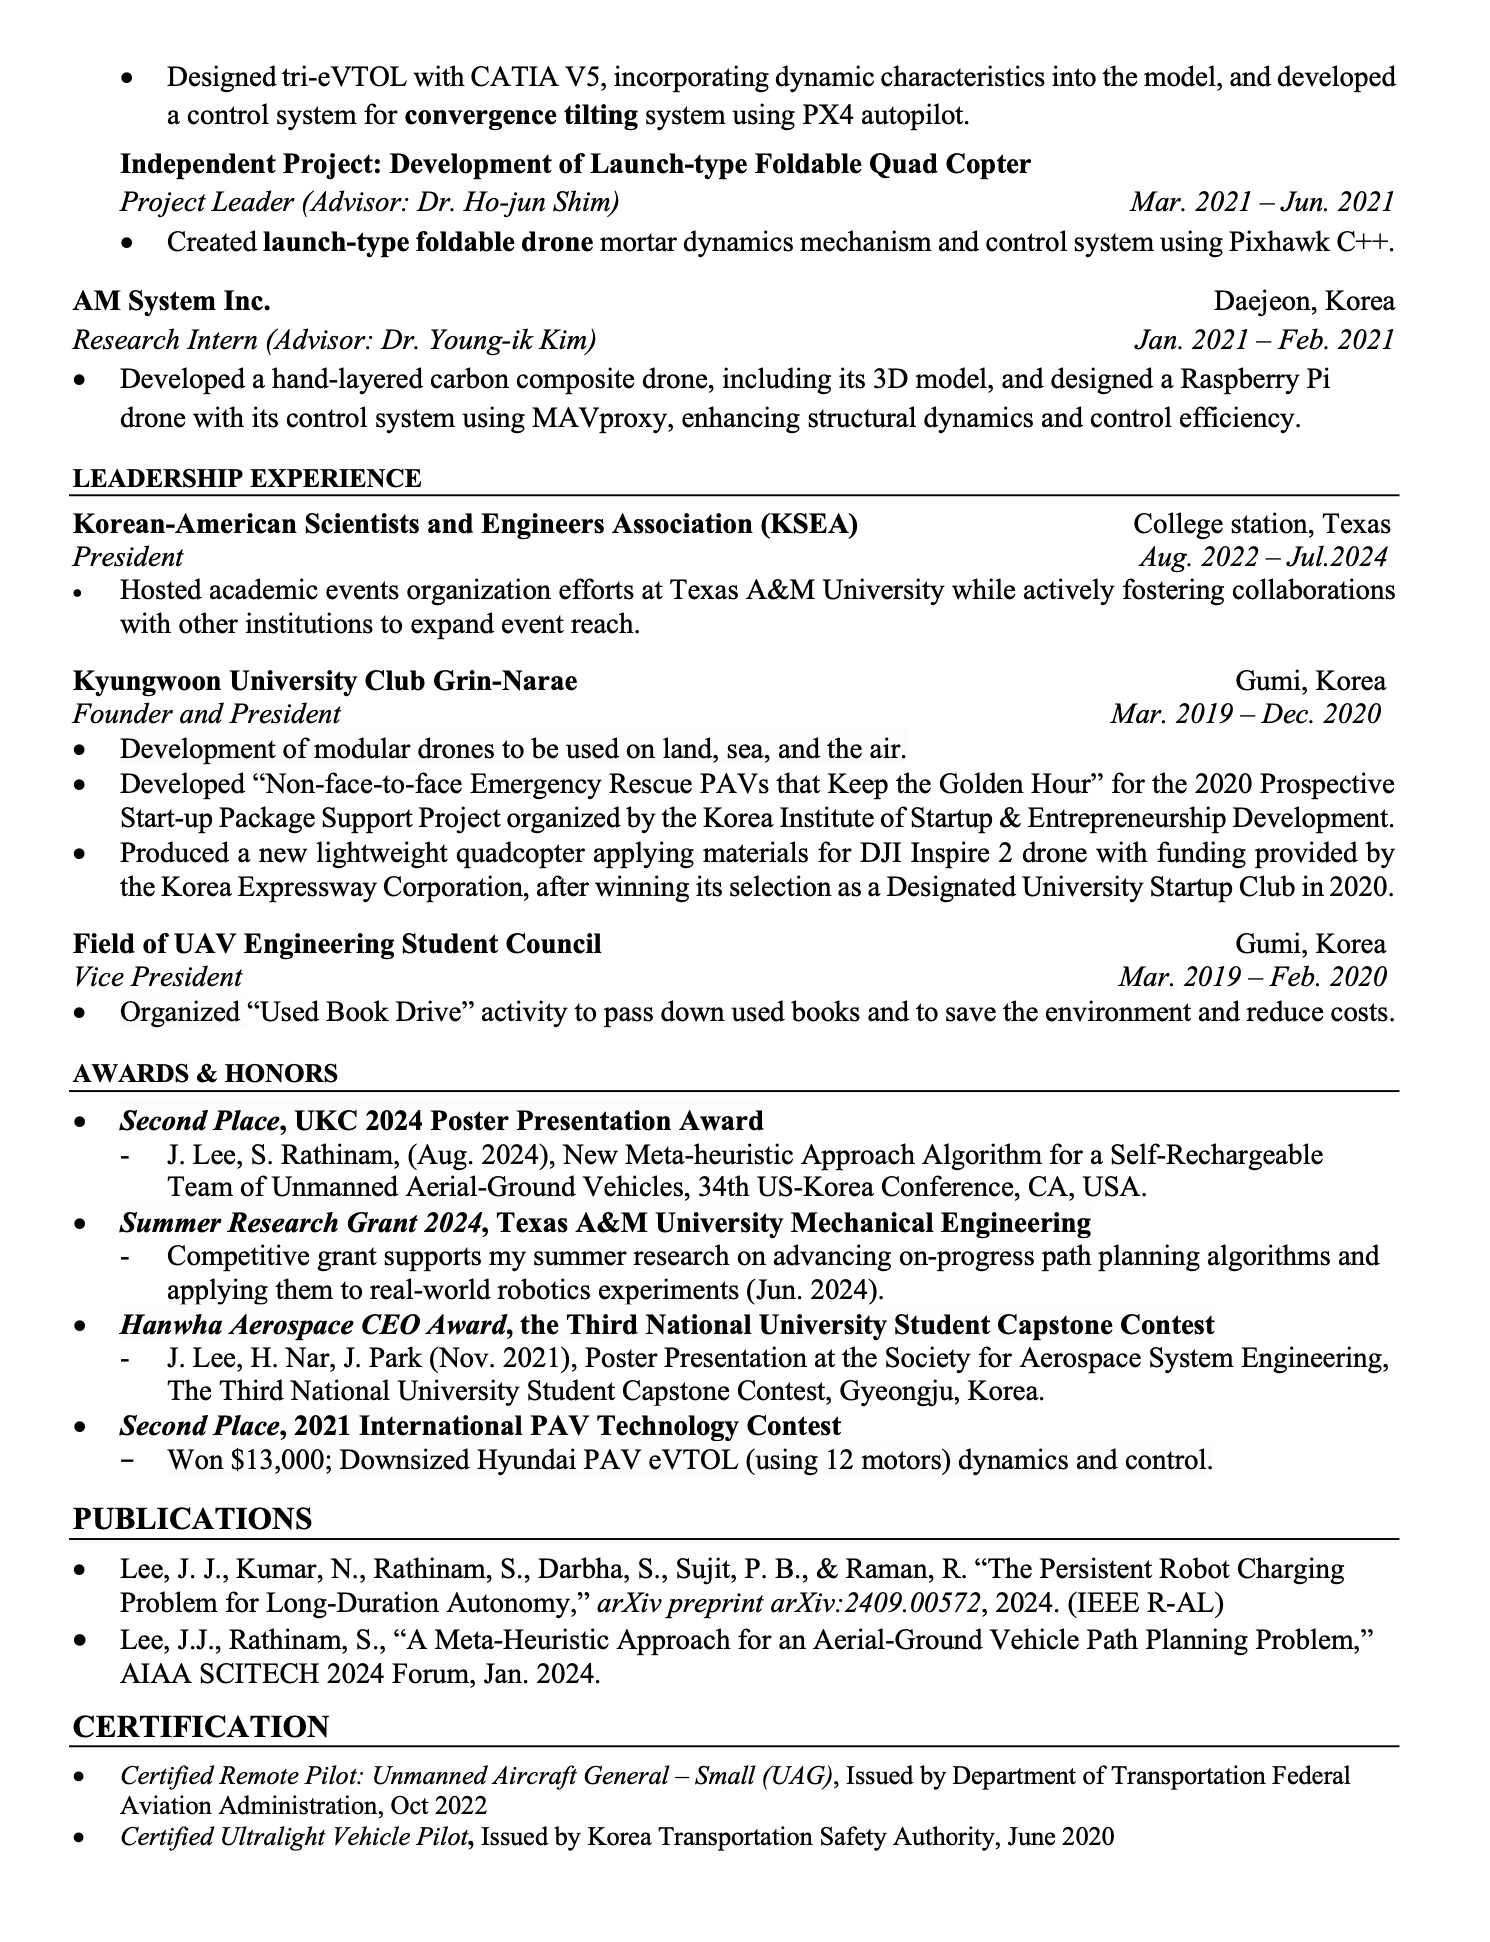 • Designed tri-eVTOL with CATIA V5, incorporating dynamic characteristics into the model, and developed
a control system for convergence tilting system using PX4 autopilot.
Independent Project: Development of Launch-type Foldable Quad Copter
Project Leader (Advisor: Dr. Ho-jun Shim) Mar. 2021 – Jun. 2021
• Created launch-type foldable drone mortar dynamics mechanism and control system using Pixhawk C++.
AM System Inc. Daejeon, Korea
Research Intern (Advisor: Dr. Young-ik Kim) Jan. 2021 – Feb. 2021
• Developed a hand-layered carbon composite drone, including its 3D model, and designed a Raspberry Pi
drone with its control system using MAVproxy, enhancing structural dynamics and control efficiency.
LEADERSHIP EXPERIENCE
Korean-American Scientists and Engineers Association (KSEA) College station, Texas
President Aug. 2022 – Jul.2024
• Hosted academic events organization efforts at Texas A&M University while actively fostering collaborations
with other institutions to expand event reach.
Kyungwoon University Club Grin-Narae Gumi, Korea
Founder and President Mar. 2019 – Dec. 2020
• Development of modular drones to be used on land, sea, and the air.
• Developed “Non-face-to-face Emergency Rescue PAVs that Keep the Golden Hour” for the 2020 Prospective
Start-up Package Support Project organized by the Korea Institute of Startup & Entrepreneurship Development.
• Produced a new lightweight quadcopter applying materials for DJI Inspire 2 drone with funding provided by
the Korea Expressway Corporation, after winning its selection as a Designated University Startup Club in 2020.
Field of UAV Engineering Student Council Gumi, Korea
Vice President Mar. 2019 – Feb. 2020
• Organized “Used Book Drive” activity to pass down used books and to save the environment and reduce costs.
AWARDS & HONORS
• Second Place, UKC 2024 Poster Presentation Award
- J. Lee, S. Rathinam, (Aug. 2024), New Meta-heuristic Approach Algorithm for a Self-Rechargeable
Team of Unmanned Aerial-Ground Vehicles, 34th US-Korea Conference, CA, USA.
• Summer Research Grant 2024, Texas A&M University Mechanical Engineering
- Competitive grant supports my summer research on advancing on-progress path planning algorithms and
applying them to real-world robotics experiments (Jun. 2024).
• Hanwha Aerospace CEO Award, the Third National University Student Capstone Contest
- J. Lee, H. Nar, J. Park (Nov. 2021), Poster Presentation at the Society for Aerospace System Engineering,
The Third National University Student Capstone Contest, Gyeongju, Korea.
• Second Place, 2021 International PAV Technology Contest
– Won $13,000; Downsized Hyundai PAV eVTOL (using 12 motors) dynamics and control.
PUBLICATIONS
• Lee, J. J., Kumar, N., Rathinam, S., Darbha, S., Sujit, P. B., & Raman, R. “The Persistent Robot Charging
Problem for Long-Duration Autonomy,” arXiv preprint arXiv:2409.00572, 2024. (IEEE R-AL)
• Lee, J.J., Rathinam, S., “A Meta-Heuristic Approach for an Aerial-Ground Vehicle Path Planning Problem,”
AIAA SCITECH 2024 Forum, Jan. 2024.
CERTIFICATION
• Certified Remote Pilot: Unmanned Aircraft General – Small (UAG), Issued by Department of Transportation Federal
Aviation Administration, Oct 2022
• Certified Ultralight Vehicle Pilot, Issued by Korea Transportation Safety Authority, June 2020